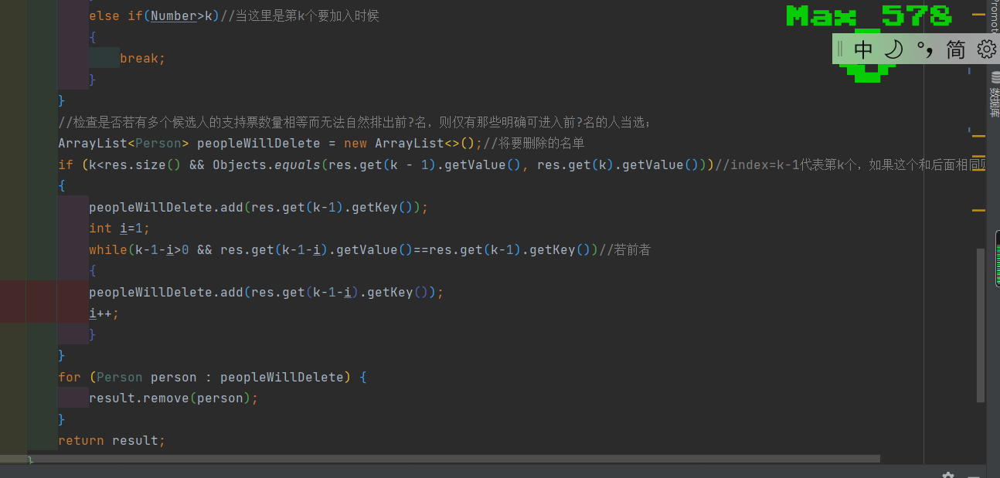 else if(Number>k)//当这里是第k个要加入时候
{
break;
}
}
//检查是否若有多个候选人的支持票数量相等而无法自然排出前?名，则仅有那些明确可进入前?名的人当选；
ArrayList<Person> peopleWillDelete = new ArrayList<>();//将要删除的名单
if (k<res.size() && Objects.equals(res.get(k - 1).getValue(), res.get(k).getValue()))//index=k-1代表第k个，如果这个和后面相同
{
peopleWillDelete.add(res.get(k-1).getKey());
int i=1;
while(k-1-i>0 && res.get(k-1-i).getValue()==res.get(k-1).getKey())//若前者
{
peopleWillDelete.add(res.get(k-1-i).getKey());
i++;
}
}
for (Person person : peopleWillDelete) {
result.remove(person);
}
return result;
}
Max 578
中 °, 简
数据库